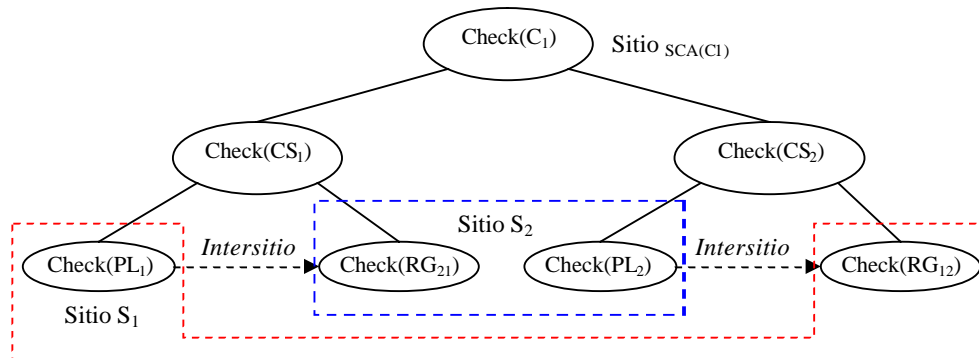 Check(C₁)
Sitio SCA(C1)
Check(CS₁)
Check(CS₂)
Sitio S₂
Check(PL₁)
Intersitio
Check(RG₂₁)
Check(PL₂)
Intersitio
Check(RG₁₂)
Sitio S₁